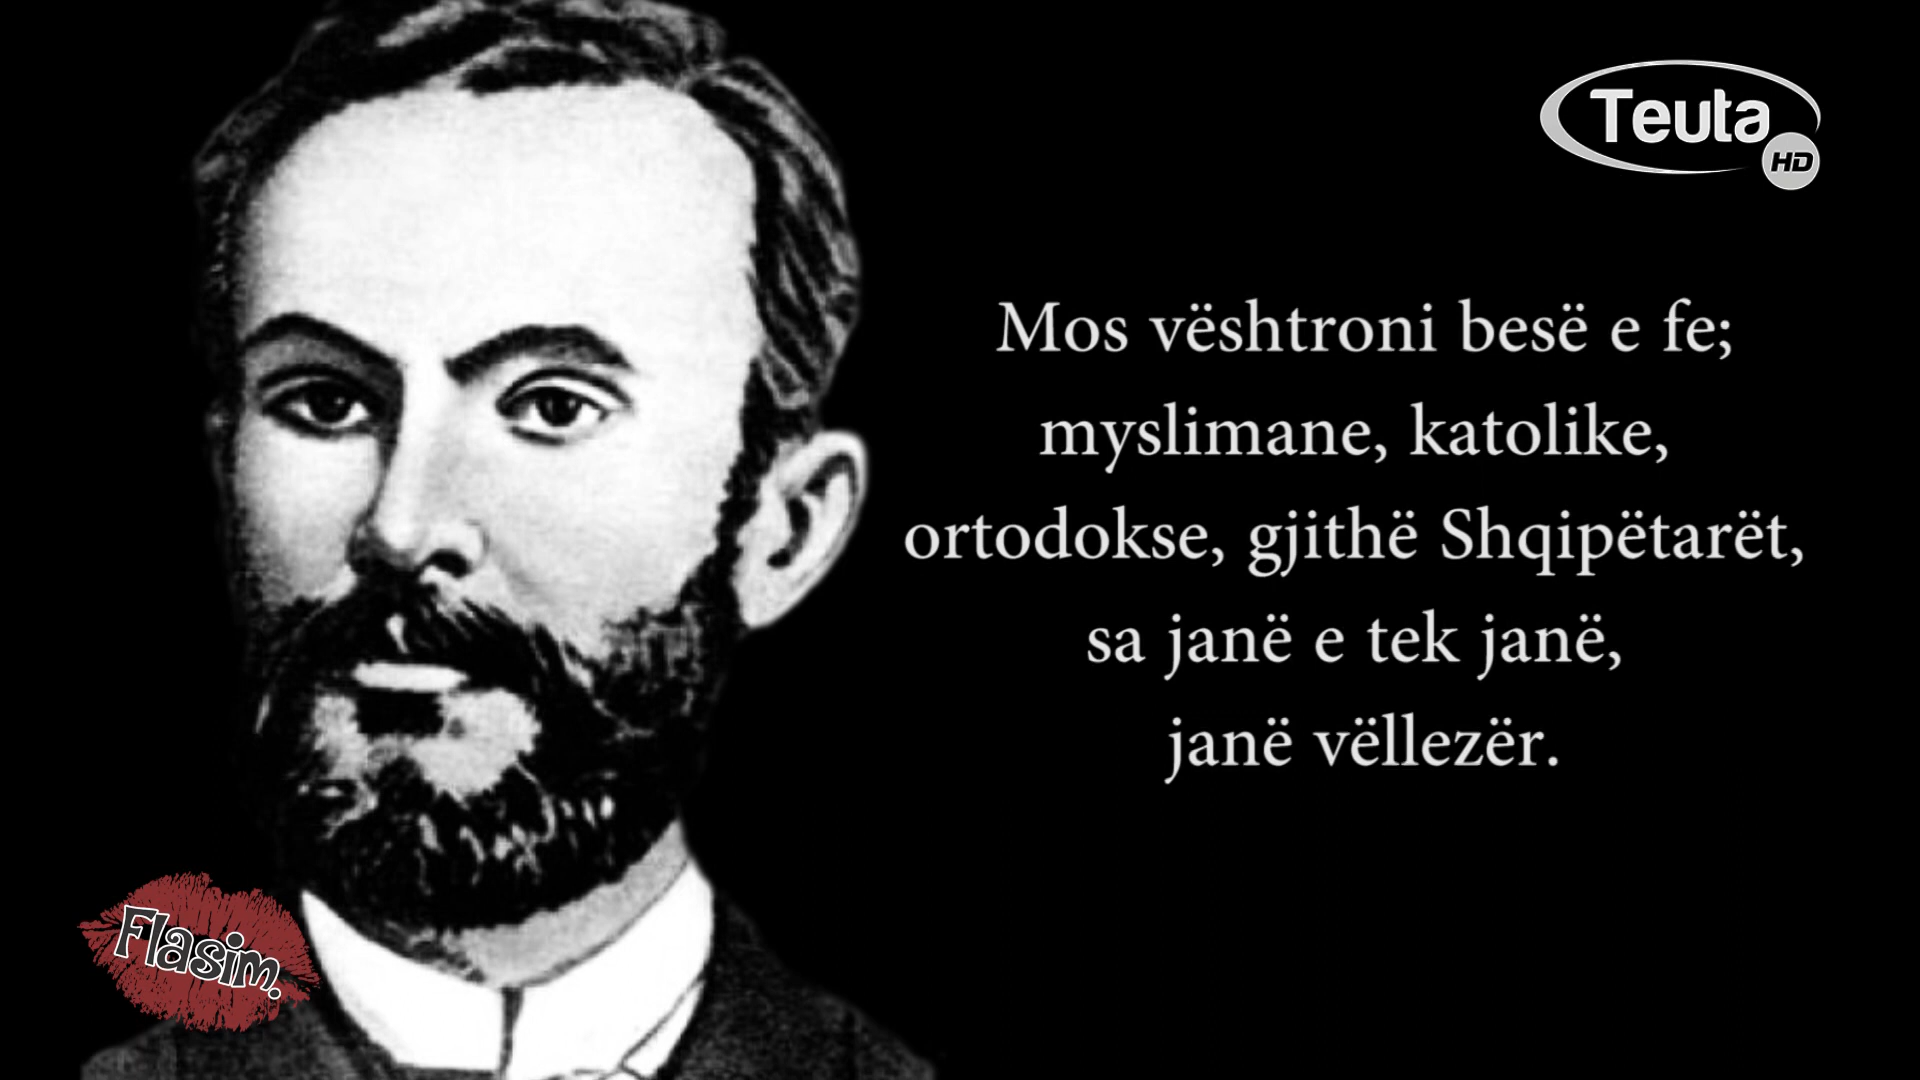 Teuta
HD
Mos vështroni besë e fe;
myslimane, katolike,
ortodokse, gjithë Shqipëtarët,
sa janë e tek janë,
janë vëllezër.
Flasim.